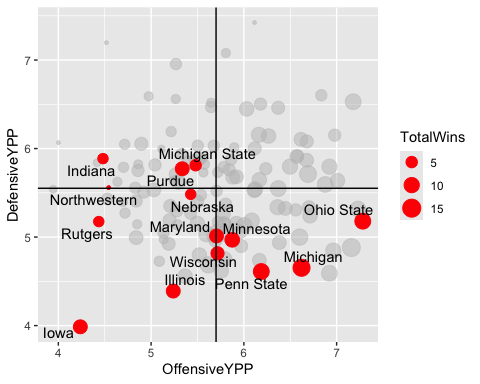 7
6
5
4
DefensiveYPP
Michigan State
Indiana
Purdue
Northwestern
Nebraska
Ohio State
Rutgers
Maryland
Minnesota
Wisconsin
Michigan
Illinois
Penn State
Iowa
4 5 6 7
OffensiveYPP
TotalWins
5
10
15